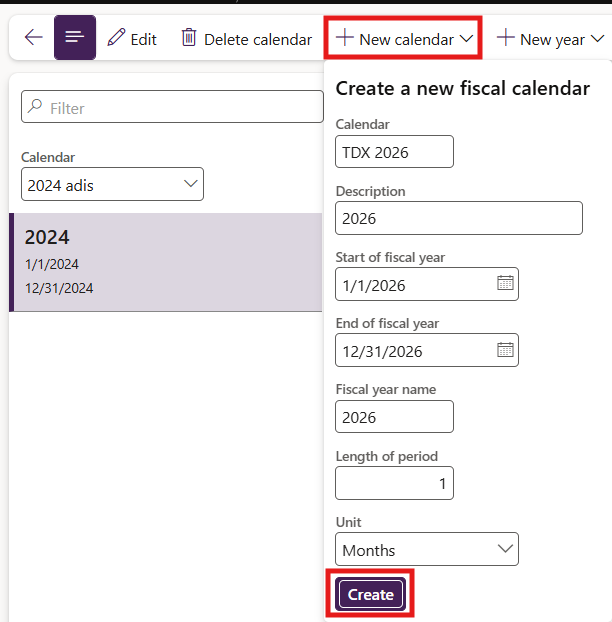 Edit
Delete calendar
New calendar
New year
Filter
Calendar
2024 adis
2024
1/1/2024
12/31/2024
Create a new fiscal calendar
Calendar
TDX 2026
Description
2026
Start of fiscal year
1/1/2026
End of fiscal year
12/31/2026
Fiscal year name
2026
Length of period
1
Unit
Months
Create